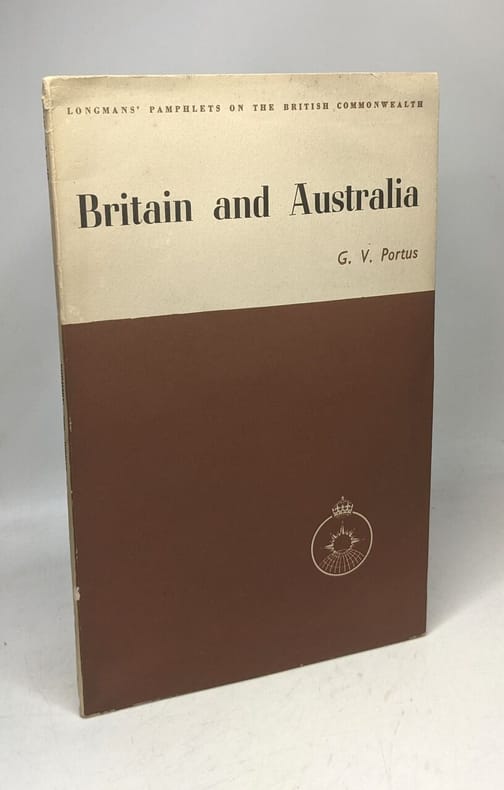 LONGMANS' PAMPHLETS ON THE BRITISH COMMONWEALTH
Britain and Australia
G. V. Portus